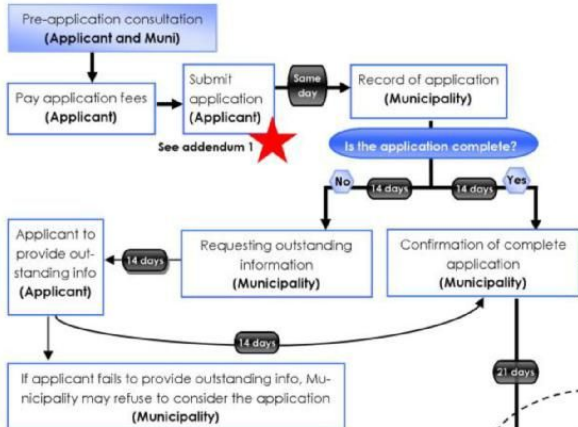 Pre-application consultation
(Applicant and Muni)
Pay application fees
(Applicant)
Submit
application
(Applicant)
See addendum 1
Same
day
Record of application
(Municipality)
Is the application complete?
No
14 days
14 days
Yes
Applicant to
provide out-
standing info
(Applicant)
14 days
Requesting outstanding
information
(Municipality)
Confirmation of complete
application
(Municipality)
14 days
If applicant fails to provide outstanding info, Mu-
nicipality may refuse to consider the application
(Municipality)
21 days